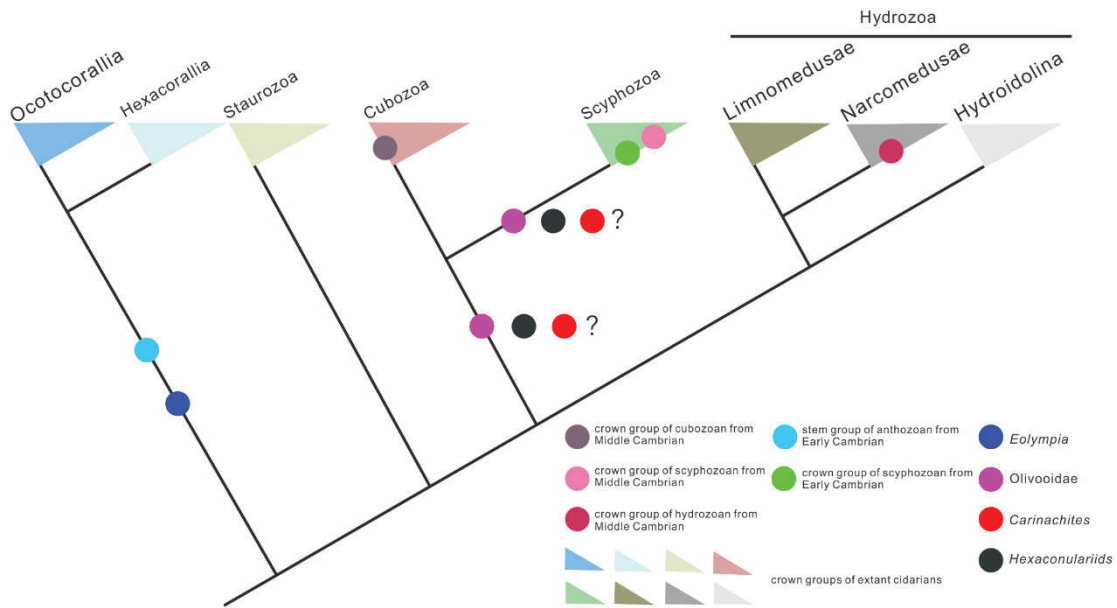 Hydrozoa
Ocotocorallia
Hexacorallia
Staurozoa
Cubozoa
Scyphozoa
Limnomedusae
Narcomedusae
Hydroidolina
?
?
crown group of cubozoan from
Middle Cambrian
stem group of anthozoan from
Early Cambrian
Eolympia
crown group of scyphozoan from
Middle Cambrian
crown group of scyphozoan from
Early Cambrian
Olivooidae
crown group of hydrozoan from
Middle Cambrian
Carinachites
crown groups of extant cidarians
Hexaconulariids